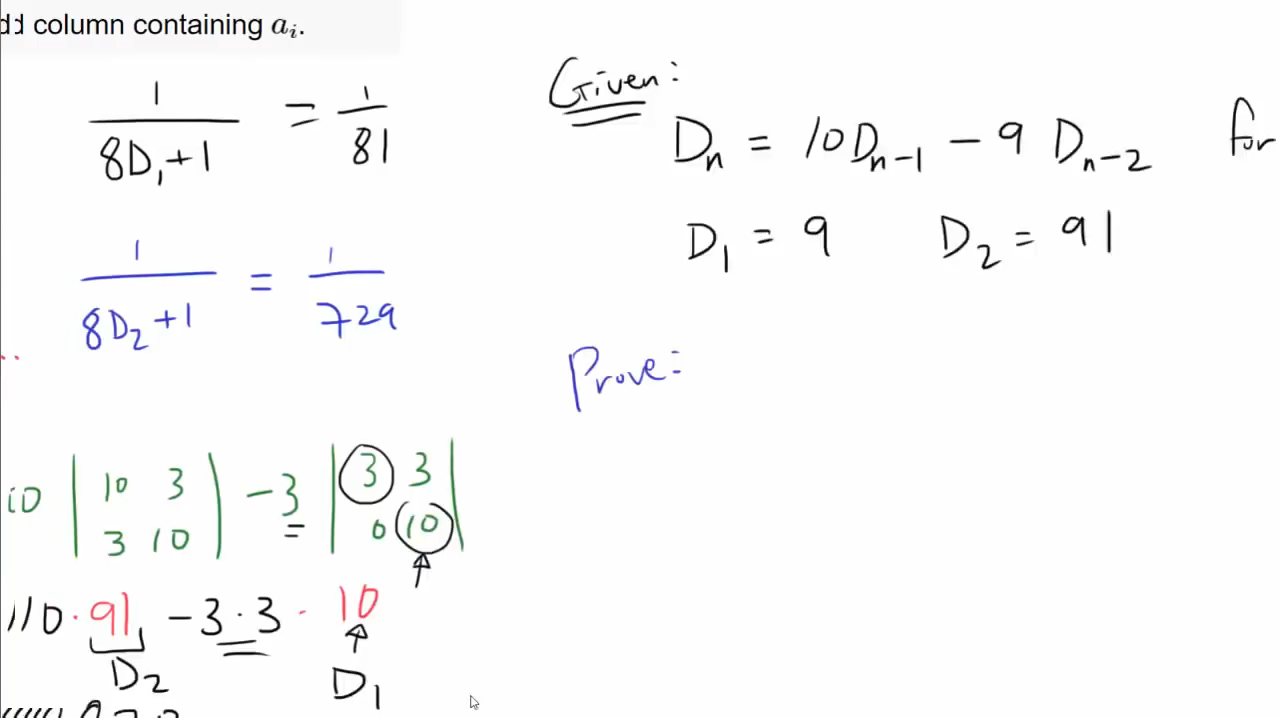 dd column containing aᵢ.
1 / (8D₁+1) = 1 / 81
1 / (8D₂+1) = 1 / 729
..
10 | 10 3 | −3 | 3 3 |
| 3 10 | | 0 10 |
110 · 91 − 3 · 3 · 10
D₂ D₁
Given:
Dₙ = 10Dₙ₋₁ − 9 Dₙ₋₂ for
D₁ = 9 D₂ = 91
Prove: